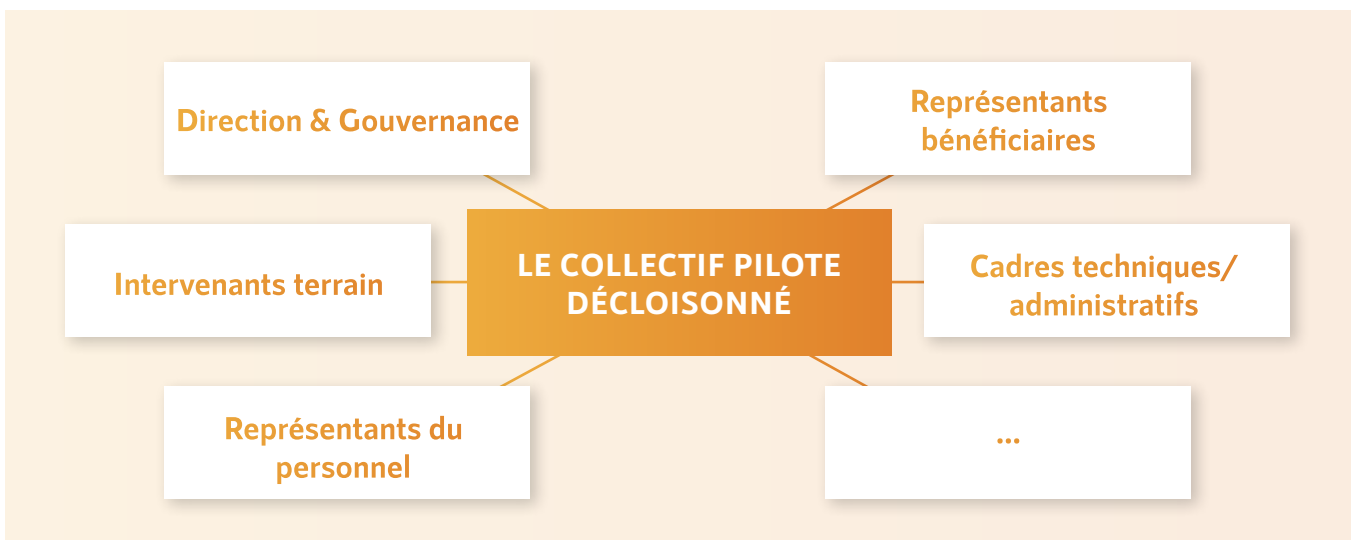 Direction & Gouvernance
Représentants
bénéficiaires
Intervenants terrain
LE COLLECTIF PILOTE
DÉCLOISONNÉ
Cadres techniques/
administratifs
Représentants du
personnel
...